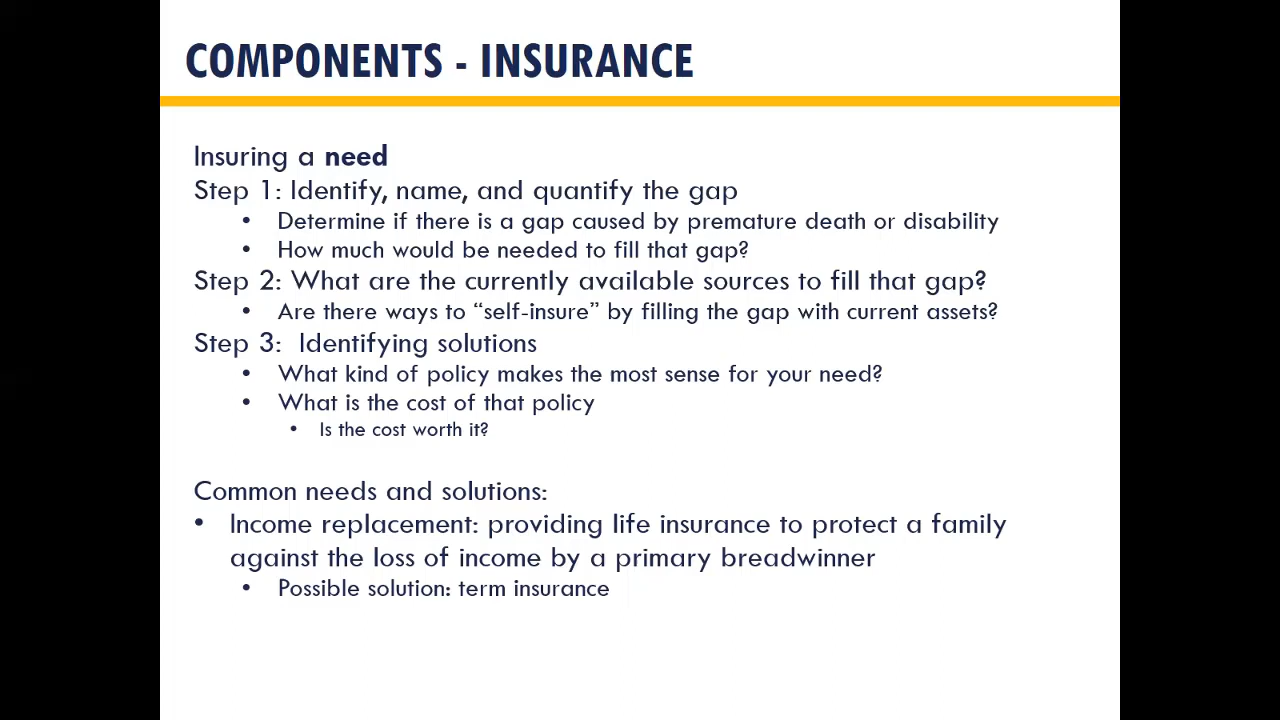 COMPONENTS - INSURANCE
Insuring a need
Step 1: Identify, name, and quantify the gap
• Determine if there is a gap caused by premature death or disability
• How much would be needed to fill that gap?
Step 2: What are the currently available sources to fill that gap?
• Are there ways to “self-insure” by filling the gap with current assets?
Step 3:  Identifying solutions
• What kind of policy makes the most sense for your need?
• What is the cost of that policy
• Is the cost worth it?
Common needs and solutions:
• Income replacement: providing life insurance to protect a family
against the loss of income by a primary breadwinner
• Possible solution: term insurance